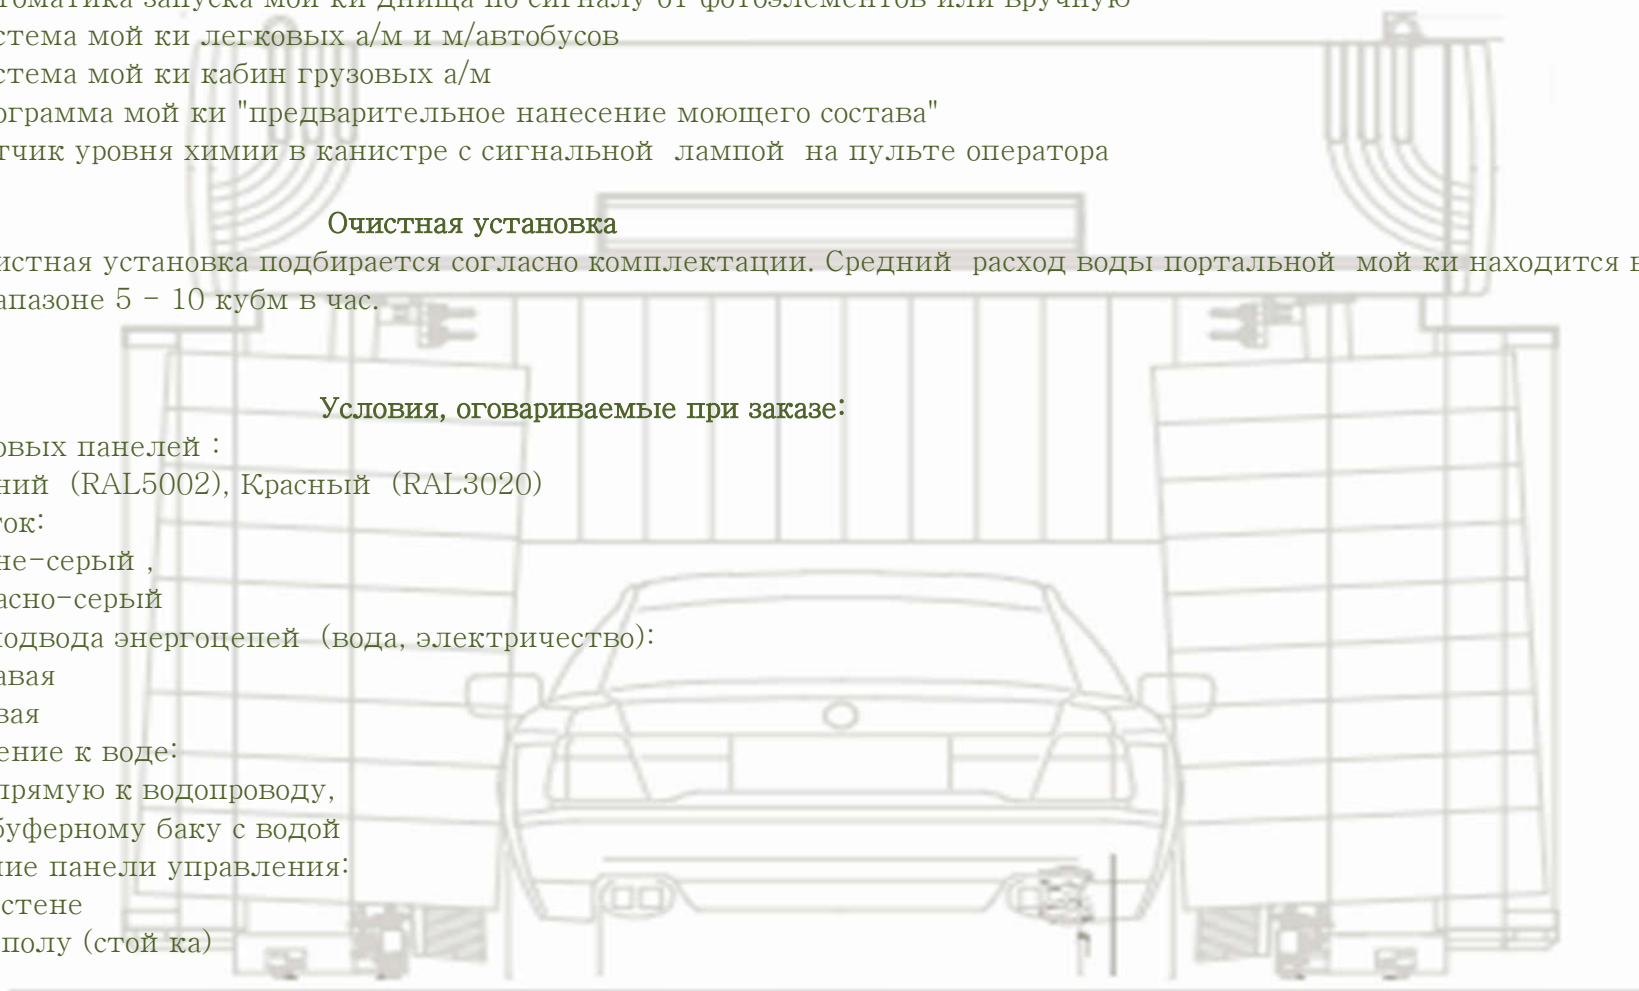 томатика запуска мой ки днища по сигналу от фотоэлементов или вручную
стема мой ки легковых а/м и м/автобусов
стема мой ки кабин грузовых а/м
ограмма мой ки "предварительное нанесение моющего состава"
тчик уровня химии в канистре с сигнальной лампой на пульте оператора
Очистная установка
истная установка подбирается согласно комплектации. Средний расход воды портальной мой ки находится в
апазоне 5 - 10 кубм в час.
Условия, оговариваемые при заказе:
овых панелей :
ний (RAL5002), Красный (RAL3020)
ток:
не-серый ,
асно-серый
подвода энергоцепей (вода, электричество):
авая
вая
ение к воде:
прямую к водопроводу,
буферному баку с водой
ние панели управления:
стене
полу (стой ка)